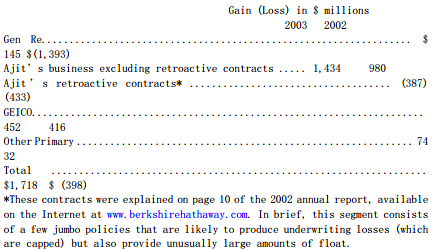 Gain (Loss) in $ millions
2003 2002
Gen Re.................................................................. $
145 $(1,393)
Ajit’s business excluding retroactive contracts ..... 1,434 980
Ajit’s retroactive contracts* .................................... (387)
(433)
GEICO....................................................................
452 416
Other Primary ......................................................... 74
32
Total ....................................................................
$1,718 $ (398)
*These contracts were explained on page 10 of the 2002 annual report, available
on the Internet at www.berkshirehathaway.com. In brief, this segment consists
of a few jumbo policies that are likely to produce underwriting losses (which
are capped) but also provide unusually large amounts of float.